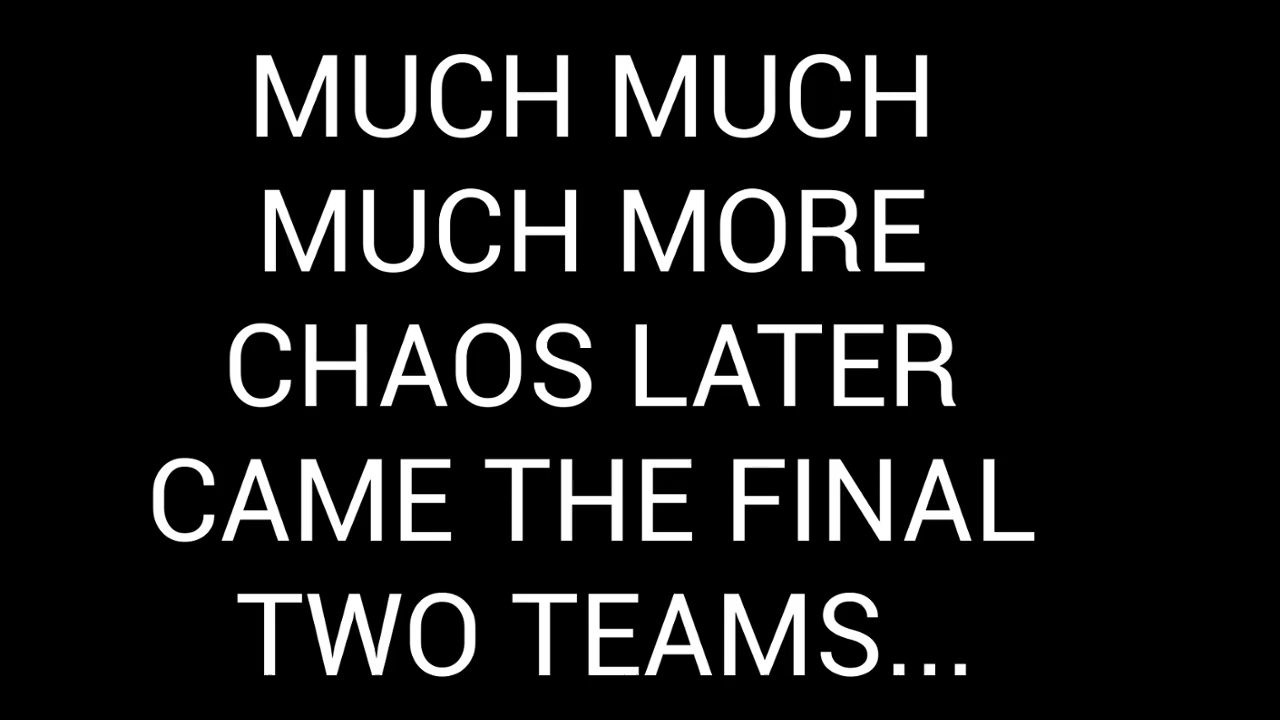 MUCH MUCH
MUCH MORE
CHAOS LATER
CAME THE FINAL
TWO TEAMS...